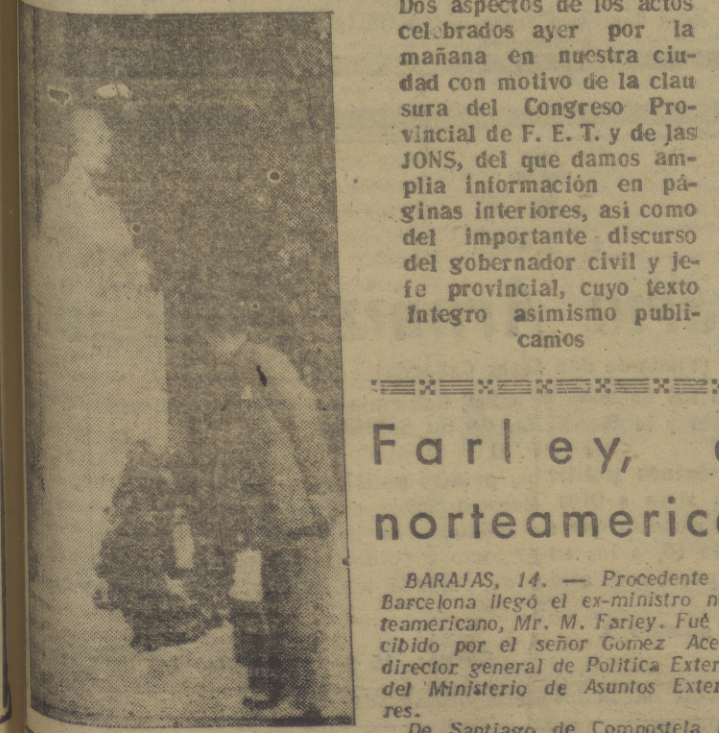 Dos aspectos de los actos
celebrados ayer por la
mañana en nuestra ciu-
dad con motivo de la clau
sura del Congreso Pro-
vincial de F. E. T. y de las
JONS, del que damos am-
plia información en pá-
ginas interiores, asi como
del importante discurso
del gobernador civil y je-
fe provincial, cuyo texto
íntegro asimismo publi-
camos
Farley,
norteameric
BARAJAS, 14. — Procedente
Barcelona llegó el ex-ministro n
teamericano, Mr. M. Farley. Fué
cibido por el señor Gómez Ace
director general de Politica Exter
del Ministerio de Asuntos Exter
res.
De Santiago de Compostela